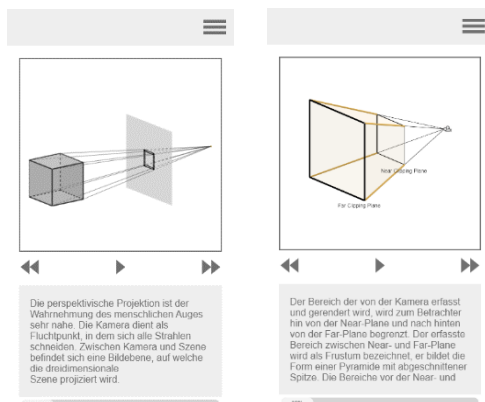 Die perspektivische Projektion ist der
Wahrnehmung des menschlichen Auges
sehr nahe. Die Kamera dient als
Fluchtpunkt, in dem sich alle Strahlen
schneiden. Zwischen Kamera und Szene
befindet sich eine Bildebene, auf welche
die dreidimensionale
Szene projiziert wird.
Near Clipping Plane
Far Clipping Plane
Der Bereich der von der Kamera erfasst
und gerendert wird, wird zum Betrachter
hin von der Near-Plane und nach hinten
von der Far-Plane begrenzt. Der erfasste
Bereich zwischen Near- und Far-Plane
wird als Frustum bezeichnet, er bildet die
Form einer Pyramide mit abgeschnittener
Spitze. Die Bereiche vor der Near- und